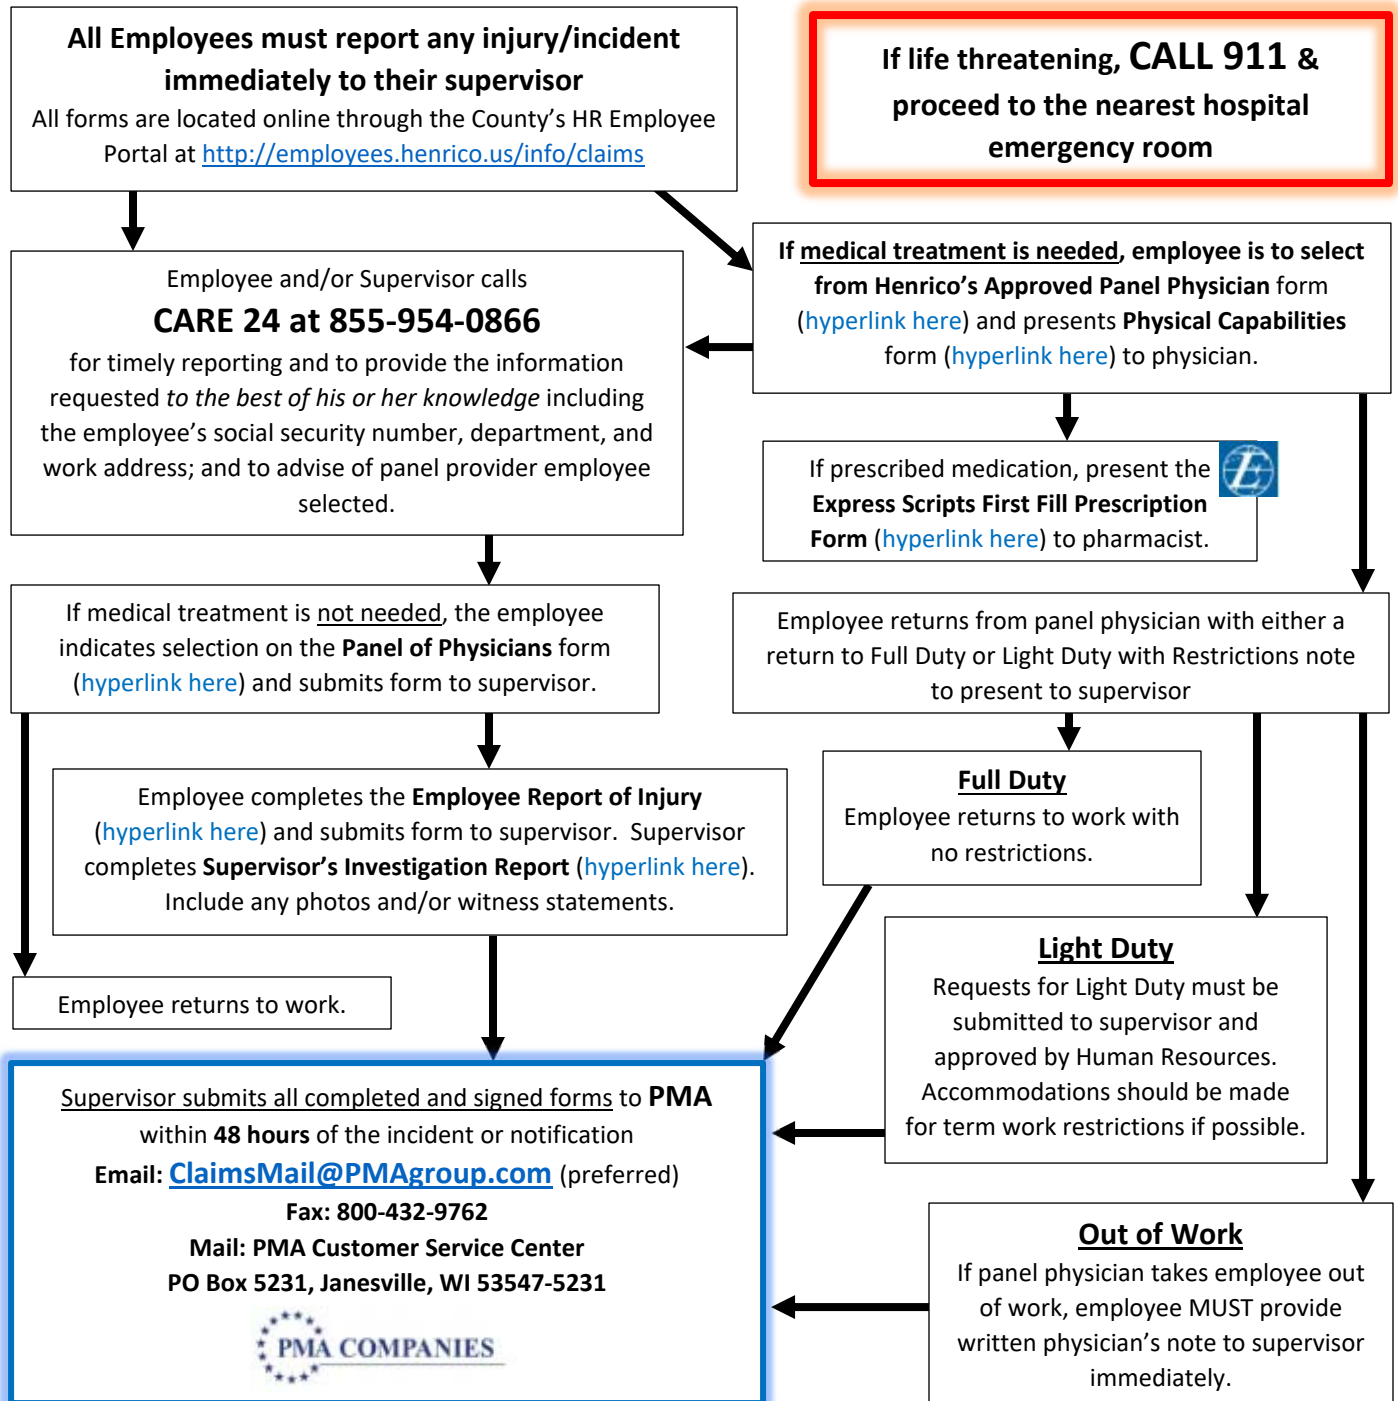 All Employees must report any injury/incident
immediately to their supervisor
All forms are located online through the County's HR Employee
Portal at http://employees.henrico.us/info/claims
If life threatening, CALL 911 &
proceed to the nearest hospital
emergency room
Employee and/or Supervisor calls
CARE 24 at 855-954-0866
for timely reporting and to provide the information
requested to the best of his or her knowledge including
the employee's social security number, department, and
work address; and to advise of panel provider employee
selected.
If medical treatment is needed, employee is to select
from Henrico's Approved Panel Physician form
(hyperlink here) and presents Physical Capabilities
form (hyperlink here) to physician.
If prescribed medication, present the
Express Scripts First Fill Prescription
Form (hyperlink here) to pharmacist.
E
If medical treatment is not needed, the employee
indicates selection on the Panel of Physicians form
(hyperlink here) and submits form to supervisor.
Employee returns from panel physician with either a
return to Full Duty or Light Duty with Restrictions note
to present to supervisor
Employee completes the Employee Report of Injury
(hyperlink here) and submits form to supervisor. Supervisor
completes Supervisor's Investigation Report (hyperlink here).
Include any photos and/or witness statements.
Full Duty
Employee returns to work with
no restrictions.
Employee returns to work.
Light Duty
Requests for Light Duty must be
submitted to supervisor and
approved by Human Resources.
Accommodations should be made
for term work restrictions if possible.
Supervisor submits all completed and signed forms to PMA
within 48 hours of the incident or notification
Email: ClaimsMail@PMAgroup.com (preferred)
Fax: 800-432-9762
Mail: PMA Customer Service Center
PO Box 5231, Janesville, WI 53547-5231
PMA COMPANIES
Out of Work
If panel physician takes employee out
of work, employee MUST provide
written physician's note to supervisor
immediately.